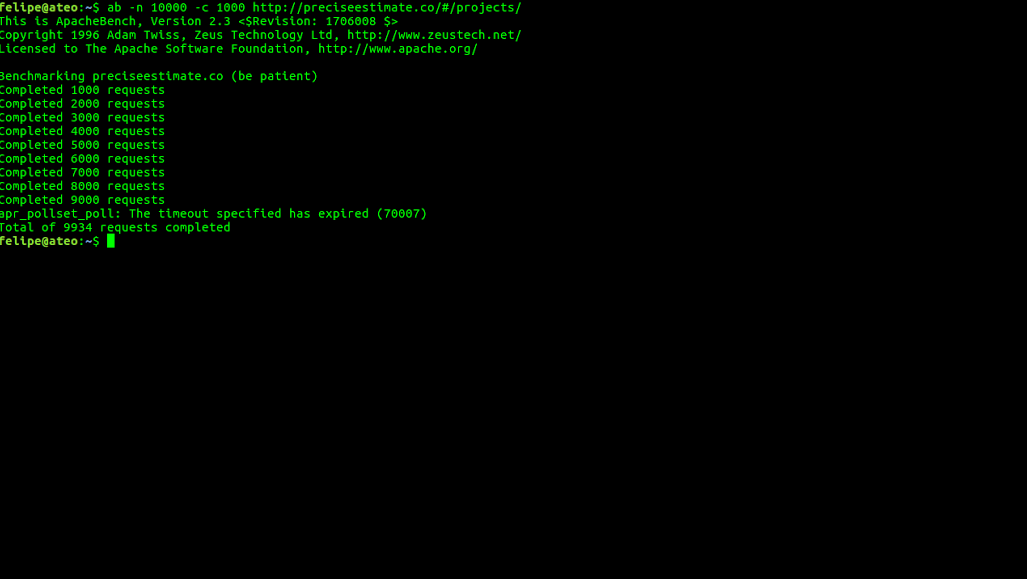 felipe@ateo:~$ ab -n 10000 -c 1000 http://preciseestimate.co/#/projects/
This is ApacheBench, Version 2.3 <$Revision: 1706008 $>
Copyright 1996 Adam Twiss, Zeus Technology Ltd, http://www.zeustech.net/
Licensed to The Apache Software Foundation, http://www.apache.org/
Benchmarking preciseestimate.co (be patient)
Completed 1000 requests
Completed 2000 requests
Completed 3000 requests
Completed 4000 requests
Completed 5000 requests
Completed 6000 requests
Completed 7000 requests
Completed 8000 requests
Completed 9000 requests
apr_pollset_poll: The timeout specified has expired (70007)
Total of 9934 requests completed
felipe@ateo:~$